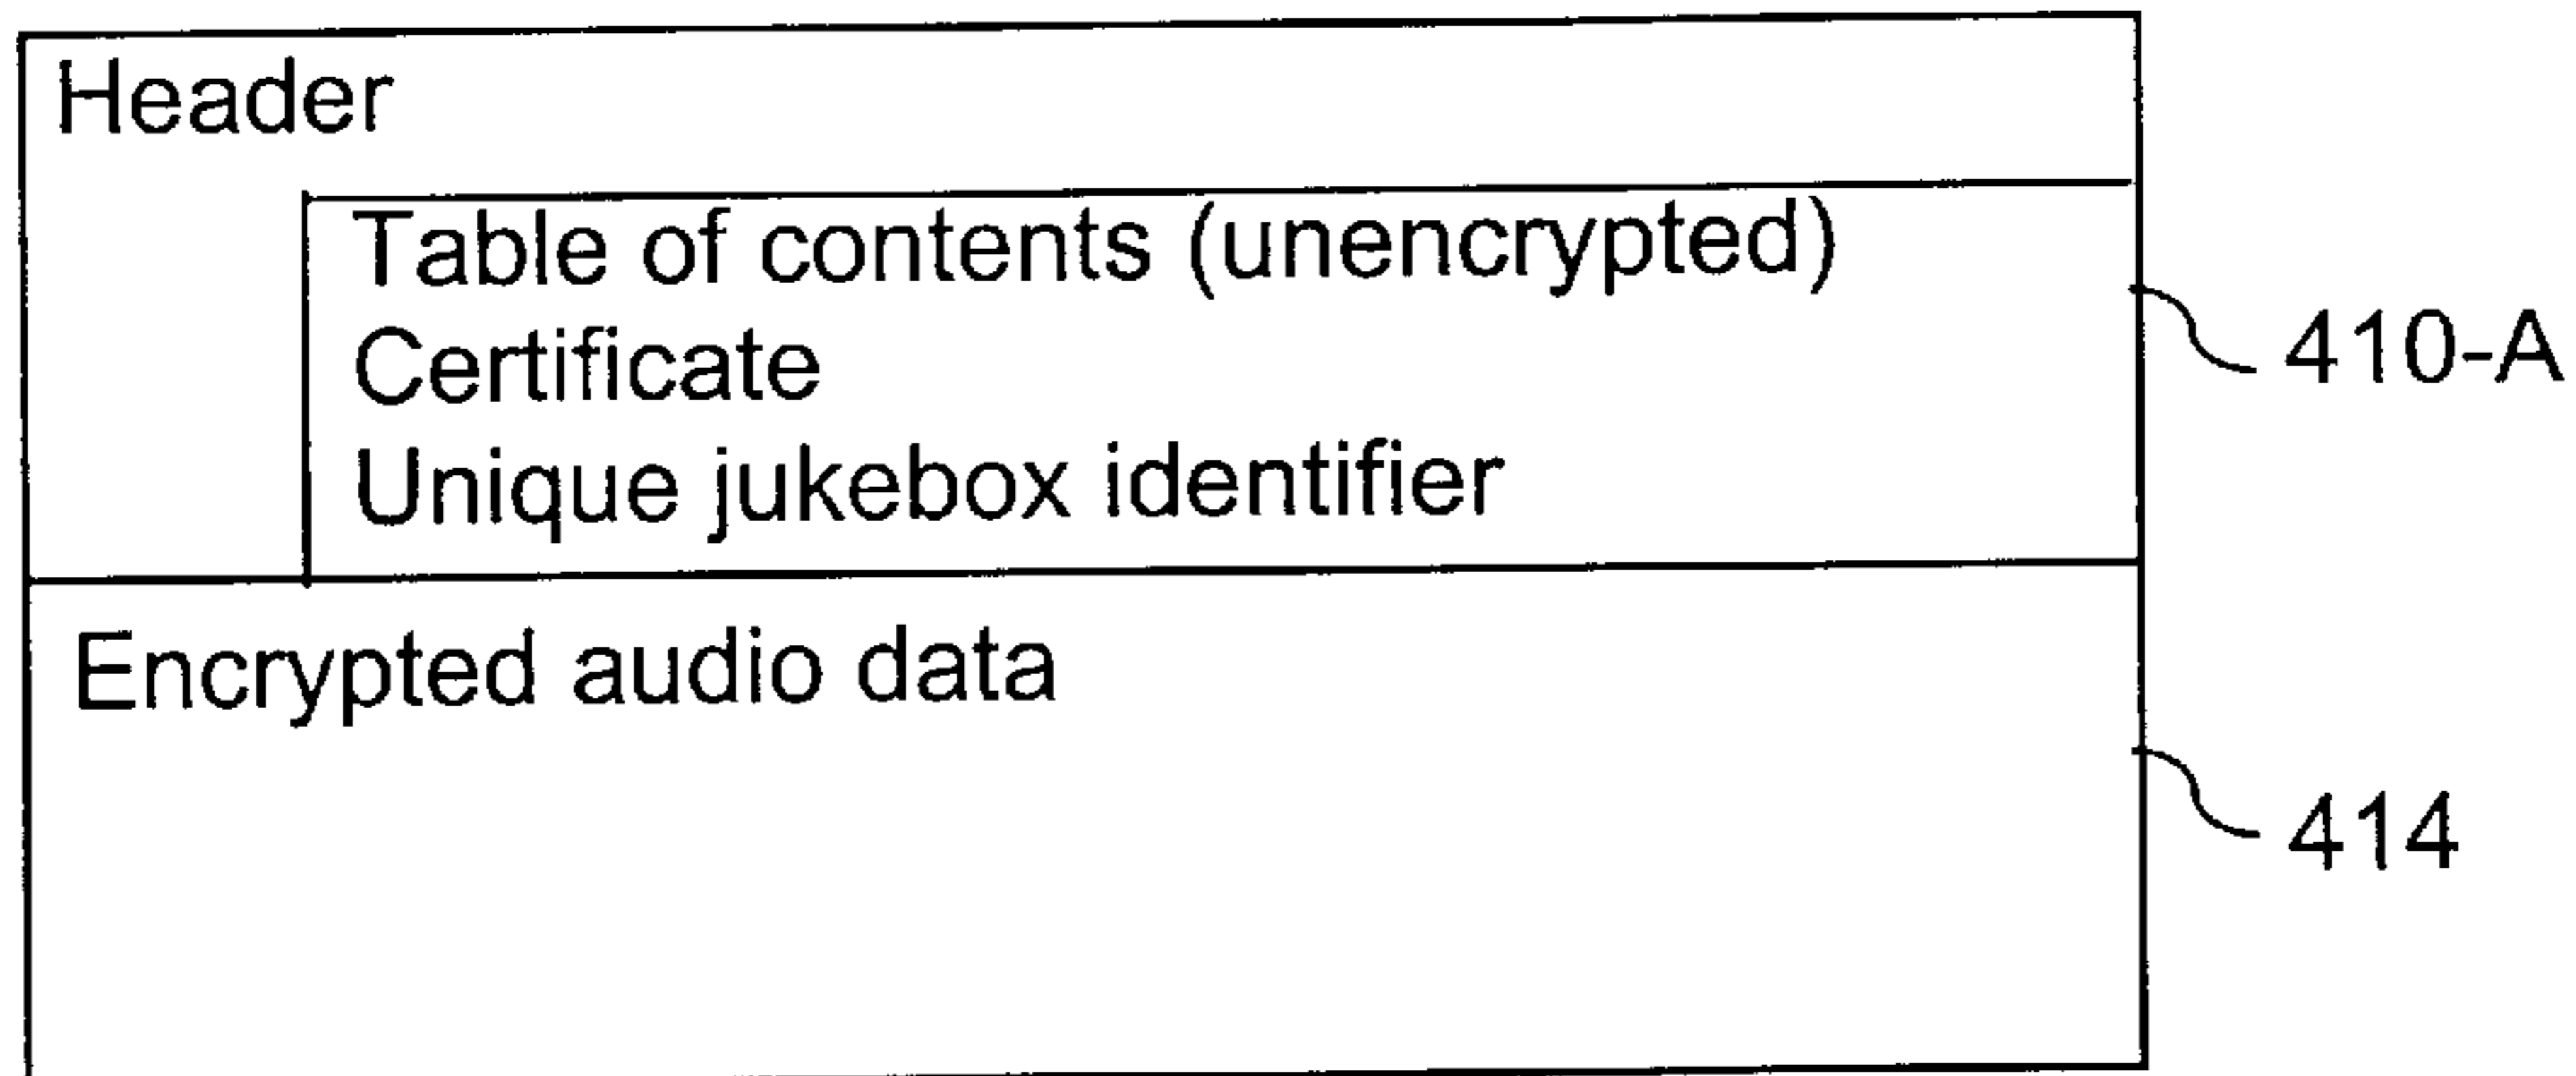 Header
Table of contents (unencrypted)
Certificate
Unique jukebox identifier
410-A
Encrypted audio data
414